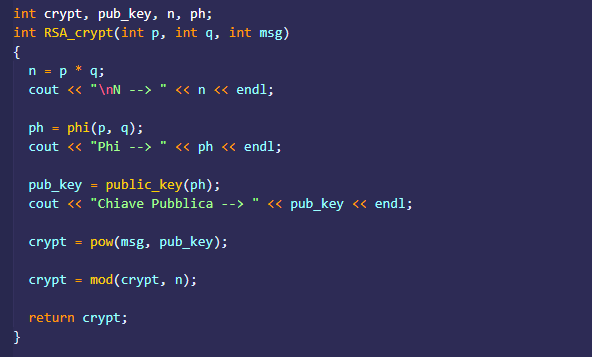 int crypt, pub_key, n, ph;
int RSA_crypt(int p, int q, int msg)
{
n = p * q;
cout << "\nN --> " << n << endl;
ph = phi(p, q);
cout << "Phi --> " << ph << endl;
pub_key = public_key(ph);
cout << "Chiave Pubblica --> " << pub_key << endl;
crypt = pow(msg, pub_key);
crypt = mod(crypt, n);
return crypt;
}